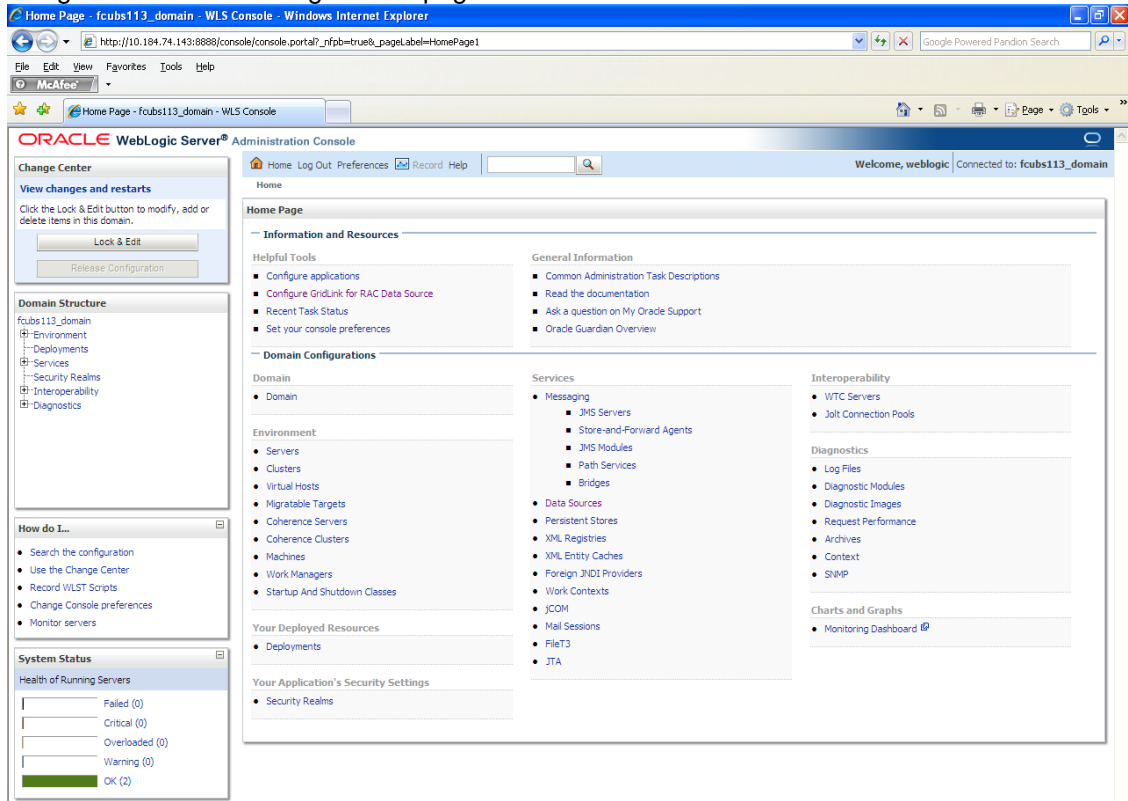 Home Page - fcubs113_domain - WLS Console - Windows Internet Explorer
http://10.184.74.143:8888/console/console.portal?_nfpb=true&_pageLabel=HomePage1
Google Powered Pandion Search
File Edit View Favorites Tools Help
McAfee
Home Page - fcubs113_domain - WLS Console
Page Tools
ORACLE WebLogic Server® Administration Console
Change Center
View changes and restarts
Click the Lock & Edit button to modify, add or
delete items in this domain.
Lock & Edit
Release Configuration
Domain Structure
fcubs113_domain
Environment
Deployments
Services
Security Realms
Interoperability
Diagnostics
How do I...
Search the configuration
Use the Change Center
Record WLST Scripts
Change Console preferences
Monitor servers
System Status
Health of Running Servers
Failed (0)
Critical (0)
Overloaded (0)
Warning (0)
OK (2)
Home Log Out Preferences Record Help
Welcome, weblogic Connected to: fcubs113_domain
Home
Home Page
Information and Resources
Helpful Tools
Configure applications
Configure GridLink for RAC Data Source
Recent Task Status
Set your console preferences
General Information
Common Administration Task Descriptions
Read the documentation
Ask a question on My Oracle Support
Oracle Guardian Overview
Domain Configurations
Domain
Domain
Environment
Servers
Clusters
Virtual Hosts
Migratable Targets
Coherence Servers
Coherence Clusters
Machines
Work Managers
Startup And Shutdown Classes
Your Deployed Resources
Deployments
Your Application's Security Settings
Security Realms
Services
Messaging
JMS Servers
Store-and-Forward Agents
JMS Modules
Path Services
Bridges
Data Sources
Persistent Stores
XML Registries
XML Entity Caches
Foreign JNDI Providers
Work Contexts
jCOM
Mail Sessions
FileT3
JTA
Interoperability
WTC Servers
Jolt Connection Pools
Diagnostics
Log Files
Diagnostic Modules
Diagnostic Images
Request Performance
Archives
Context
SNMP
Charts and Graphs
Monitoring Dashboard